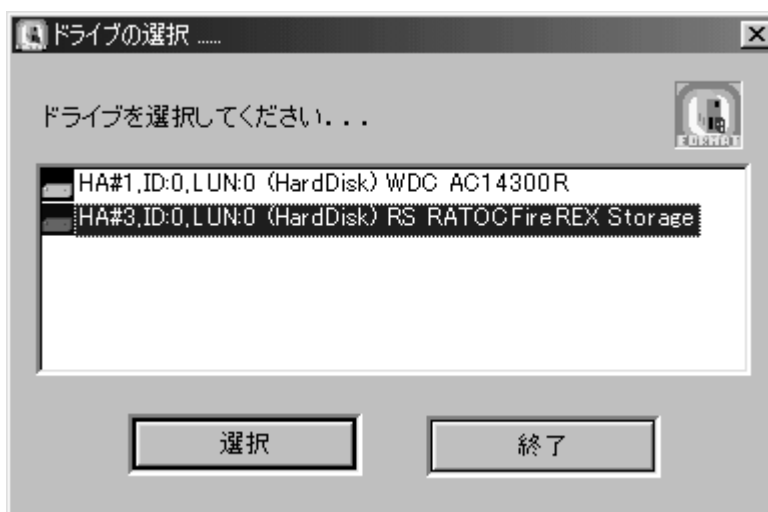 ドライブの選択 .....
ドライブを選択してください...
FORMAT
HA#1,ID:0,LUN:0 (HardDisk) WDC AC14300R
HA#3,ID:0,LUN:0 (HardDisk) RS RATOCFireREX Storage
選択
終了